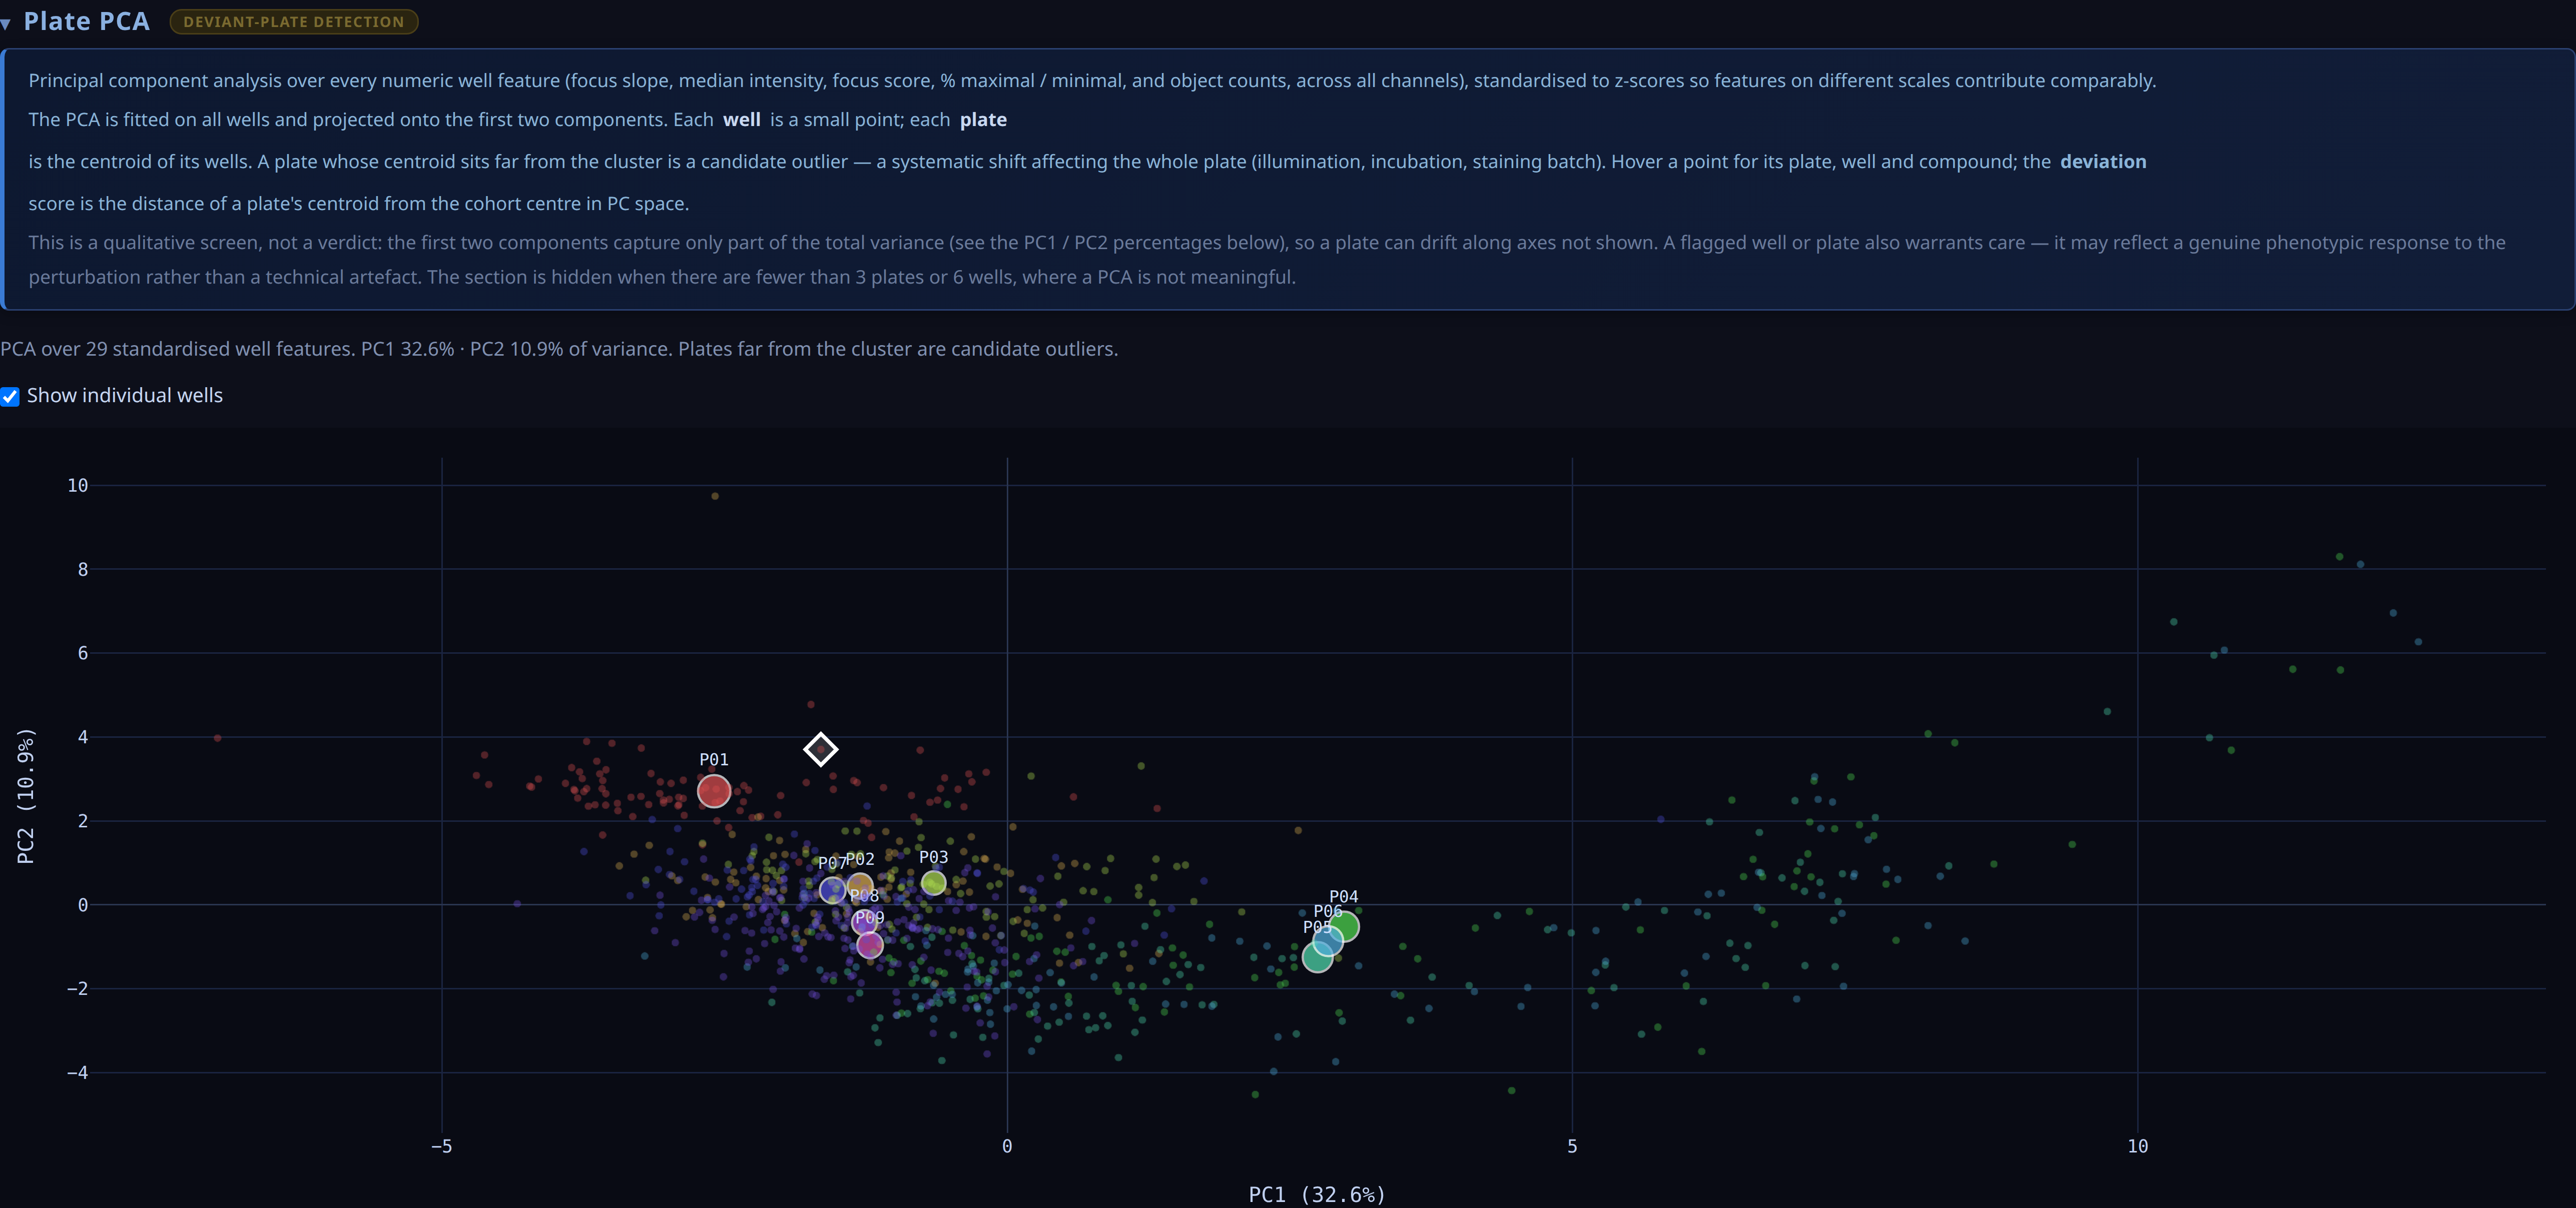 ▾ Plate PCA DEVIANT-PLATE DETECTION
Principal component analysis over every numeric well feature (focus slope, median intensity, focus score, % maximal / minimal, and object counts, across all channels), standardised to z-scores so features on different scales contribute comparably.
The PCA is fitted on all wells and projected onto the first two components. Each well is a small point; each plate
is the centroid of its wells. A plate whose centroid sits far from the cluster is a candidate outlier — a systematic shift affecting the whole plate (illumination, incubation, staining batch). Hover a point for its plate, well and compound; the deviation
score is the distance of a plate's centroid from the cohort centre in PC space.
This is a qualitative screen, not a verdict: the first two components capture only part of the total variance (see the PC1 / PC2 percentages below), so a plate can drift along axes not shown. A flagged well or plate also warrants care — it may reflect a genuine phenotypic response to the
perturbation rather than a technical artefact. The section is hidden when there are fewer than 3 plates or 6 wells, where a PCA is not meaningful.
PCA over 29 standardised well features. PC1 32.6% · PC2 10.9% of variance. Plates far from the cluster are candidate outliers.
Show individual wells
10
8
6
4
2
0
−2
−4
PC2 (10.9%)
P01
P07
P02
P03
P08
P09
P04
P06
P05
−5
0
5
10
PC1 (32.6%)